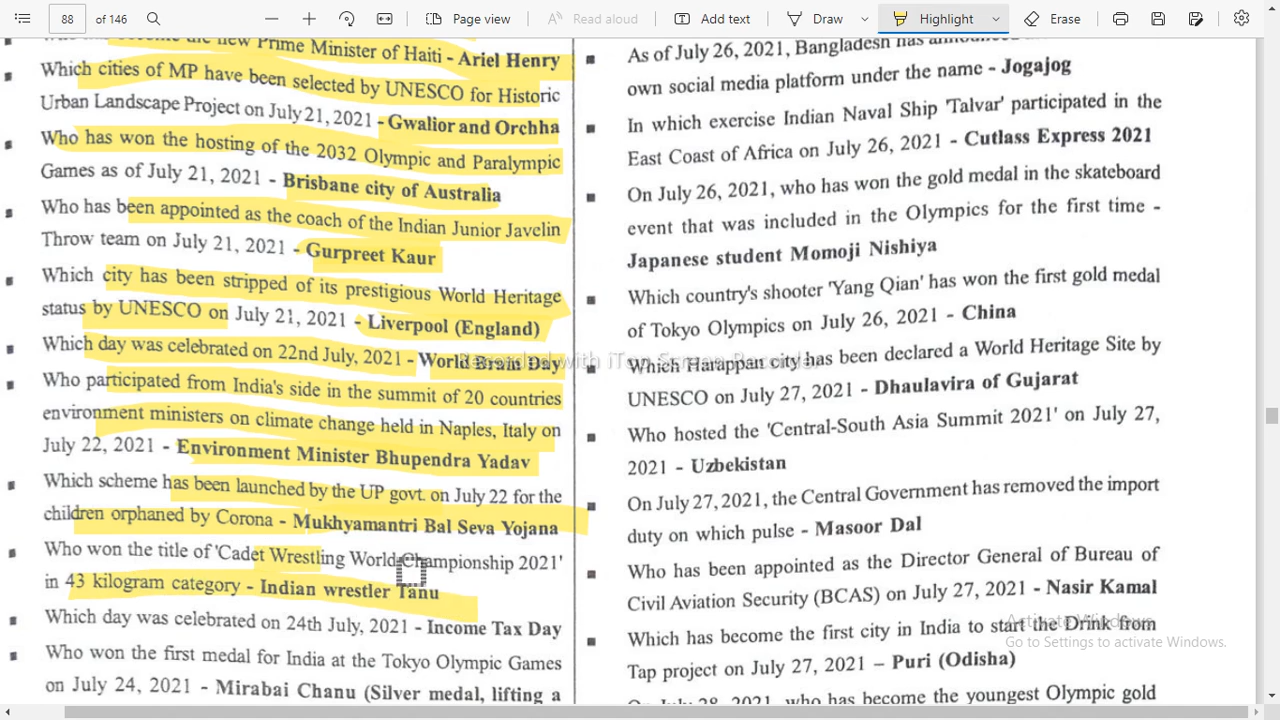 88
of 146
Page view
Read aloud
Add text
Draw
Highlight
Erase
new Prime Minister of Haiti - Ariel Henry
Which cities of MP have been selected by UNESCO for Historic
Urban Landscape Project on July 21, 2021 - Gwalior and Orchha
Who has won the hosting of the 2032 Olympic and Paralympic
Games as of July 21, 2021 - Brisbane city of Australia
Who has been appointed as the coach of the Indian Junior Javelin
Throw team on July 21, 2021 - Gurpreet Kaur
Which city has been stripped of its prestigious World Heritage
status by UNESCO on July 21, 2021 - Liverpool (England)
Which day was celebrated on 22nd July, 2021 - World Brain Day
Who participated from India's side in the summit of 20 countries
environment ministers on climate change held in Naples, Italy on
July 22, 2021 - Environment Minister Bhupendra Yadav
Which scheme has been launched by the UP govt. on July 22 for the
children orphaned by Corona - Mukhyamantri Bal Seva Yojana
Who won the title of 'Cadet Wrestling World Championship 2021'
in 43 kilogram category - Indian wrestler Tanu
Which day was celebrated on 24th July, 2021 - Income Tax Day
Who won the first medal for India at the Tokyo Olympic Games
on July 24, 2021 - Mirabai Chanu (Silver medal, lifting a
As of July 26, 2021, Bangladesh has announced
own social media platform under the name - Jogajog
In which exercise Indian Naval Ship 'Talvar' participated in the
East Coast of Africa on July 26, 2021 - Cutlass Express 2021
On July 26, 2021, who has won the gold medal in the skateboard
event that was included in the Olympics for the first time -
Japanese student Momoji Nishiya
Which country's shooter 'Yang Qian' has won the first gold medal
of Tokyo Olympics on July 26, 2021 - China
Which Harappan city has been declared a World Heritage Site by
UNESCO on July 27, 2021 - Dhaulavira of Gujarat
Who hosted the 'Central-South Asia Summit 2021' on July 27,
2021 - Uzbekistan
On July 27, 2021, the Central Government has removed the import
duty on which pulse - Masoor Dal
Who has been appointed as the Director General of Bureau of
Civil Aviation Security (BCAS) on July 27, 2021 - Nasir Kamal
Which has become the first city in India to start the Drink from
Tap project on July 27, 2021 – Puri (Odisha)
On July 28, 2021, who has become the youngest Olympic gold
Recorded with iTop Screen Recorder
Activate Windows
Go to Settings to activate Windows.